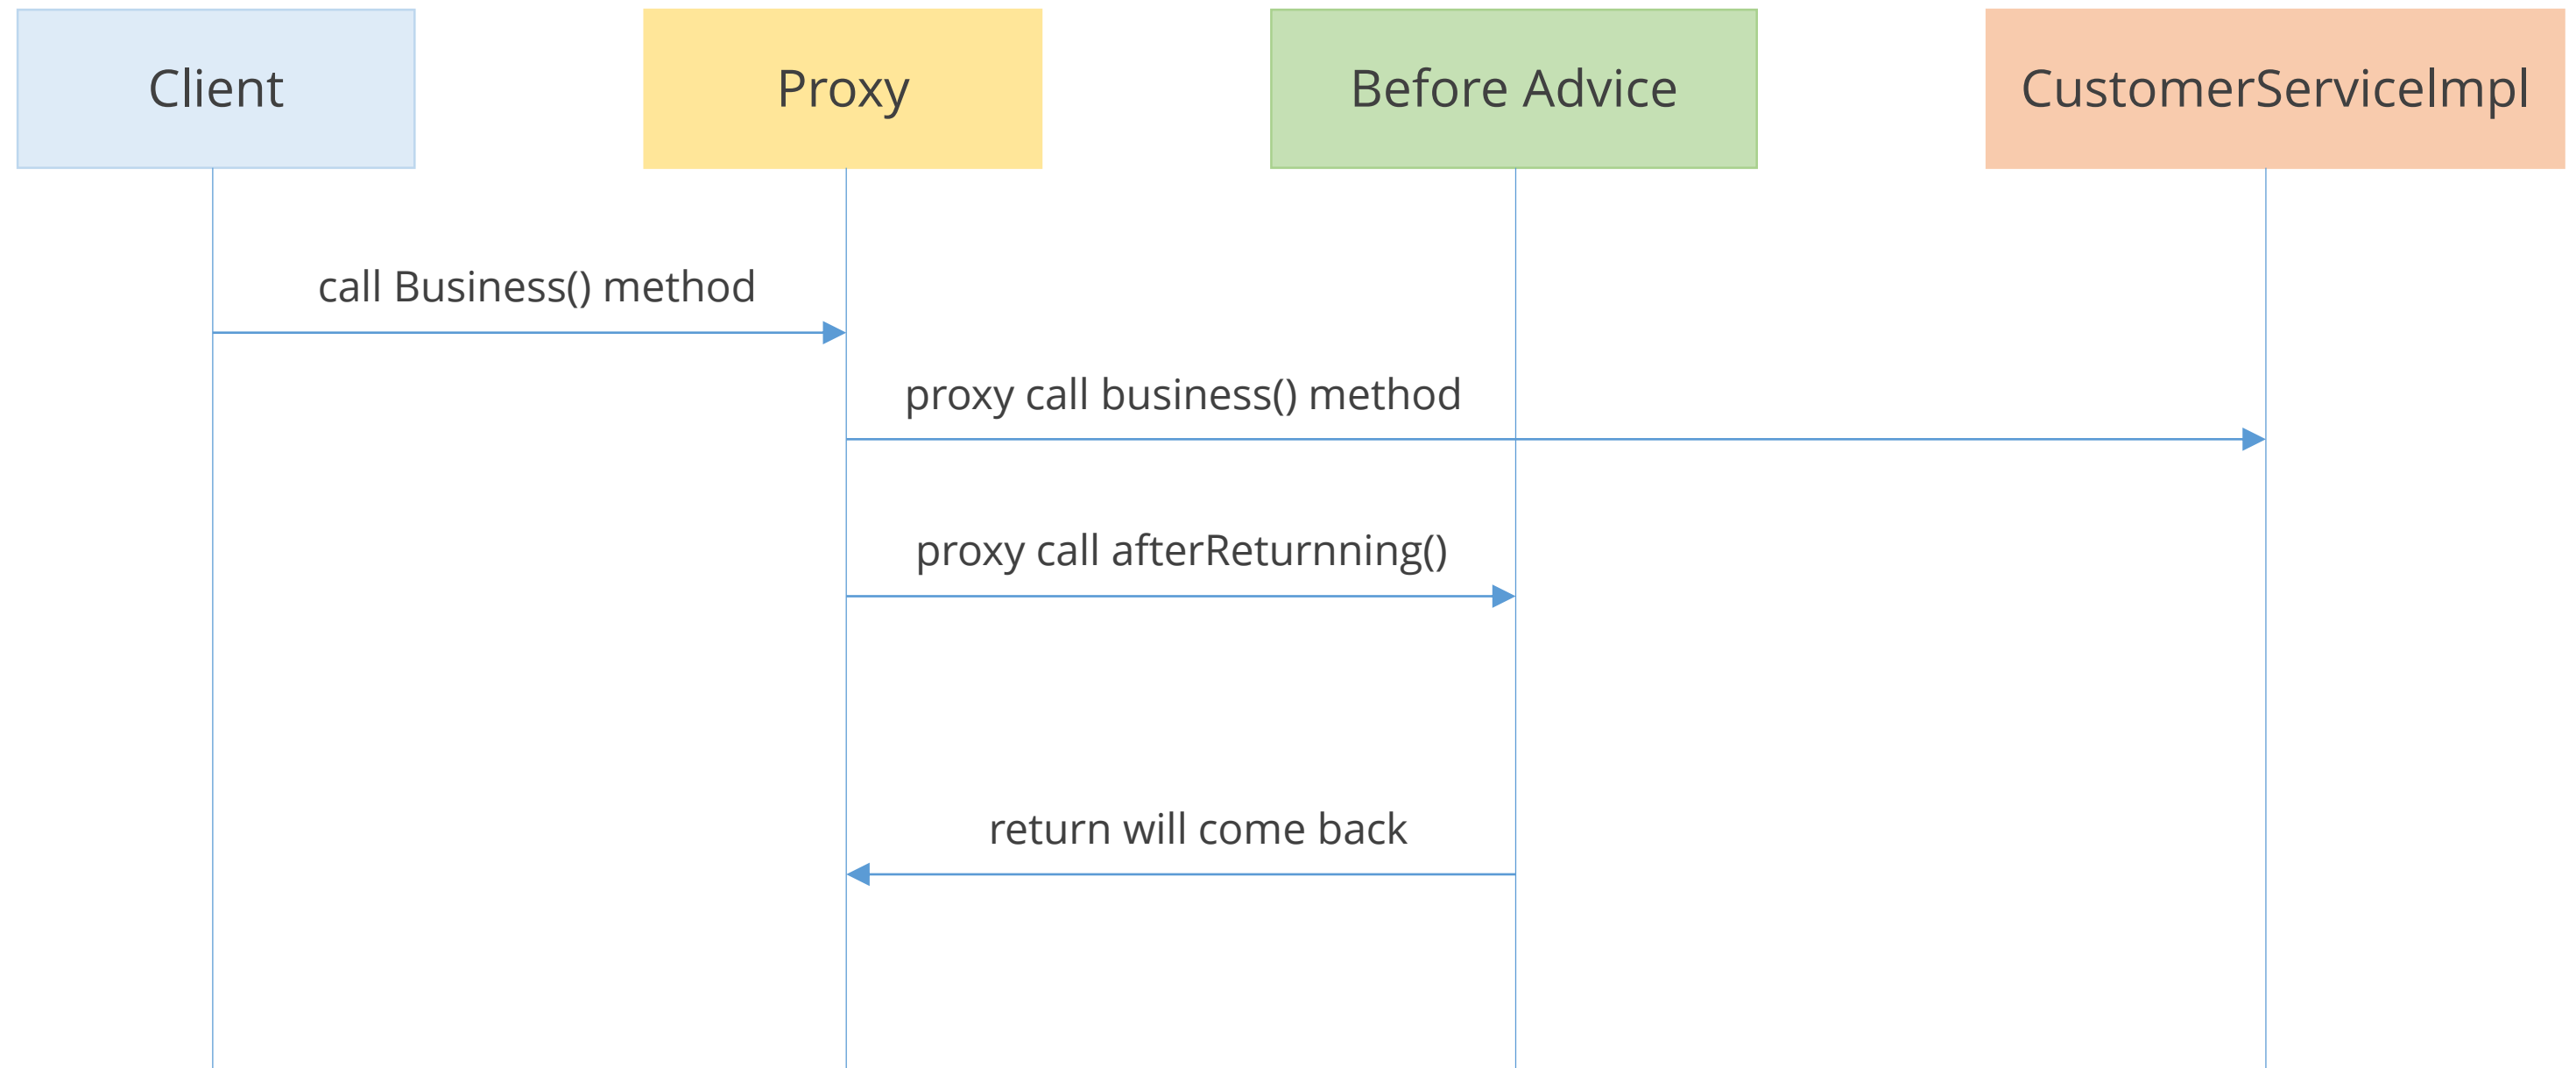 Client
Proxy
Before Advice
CustomerServiceImpl
call Business() method
proxy call business() method
proxy call afterReturnning()
return will come back